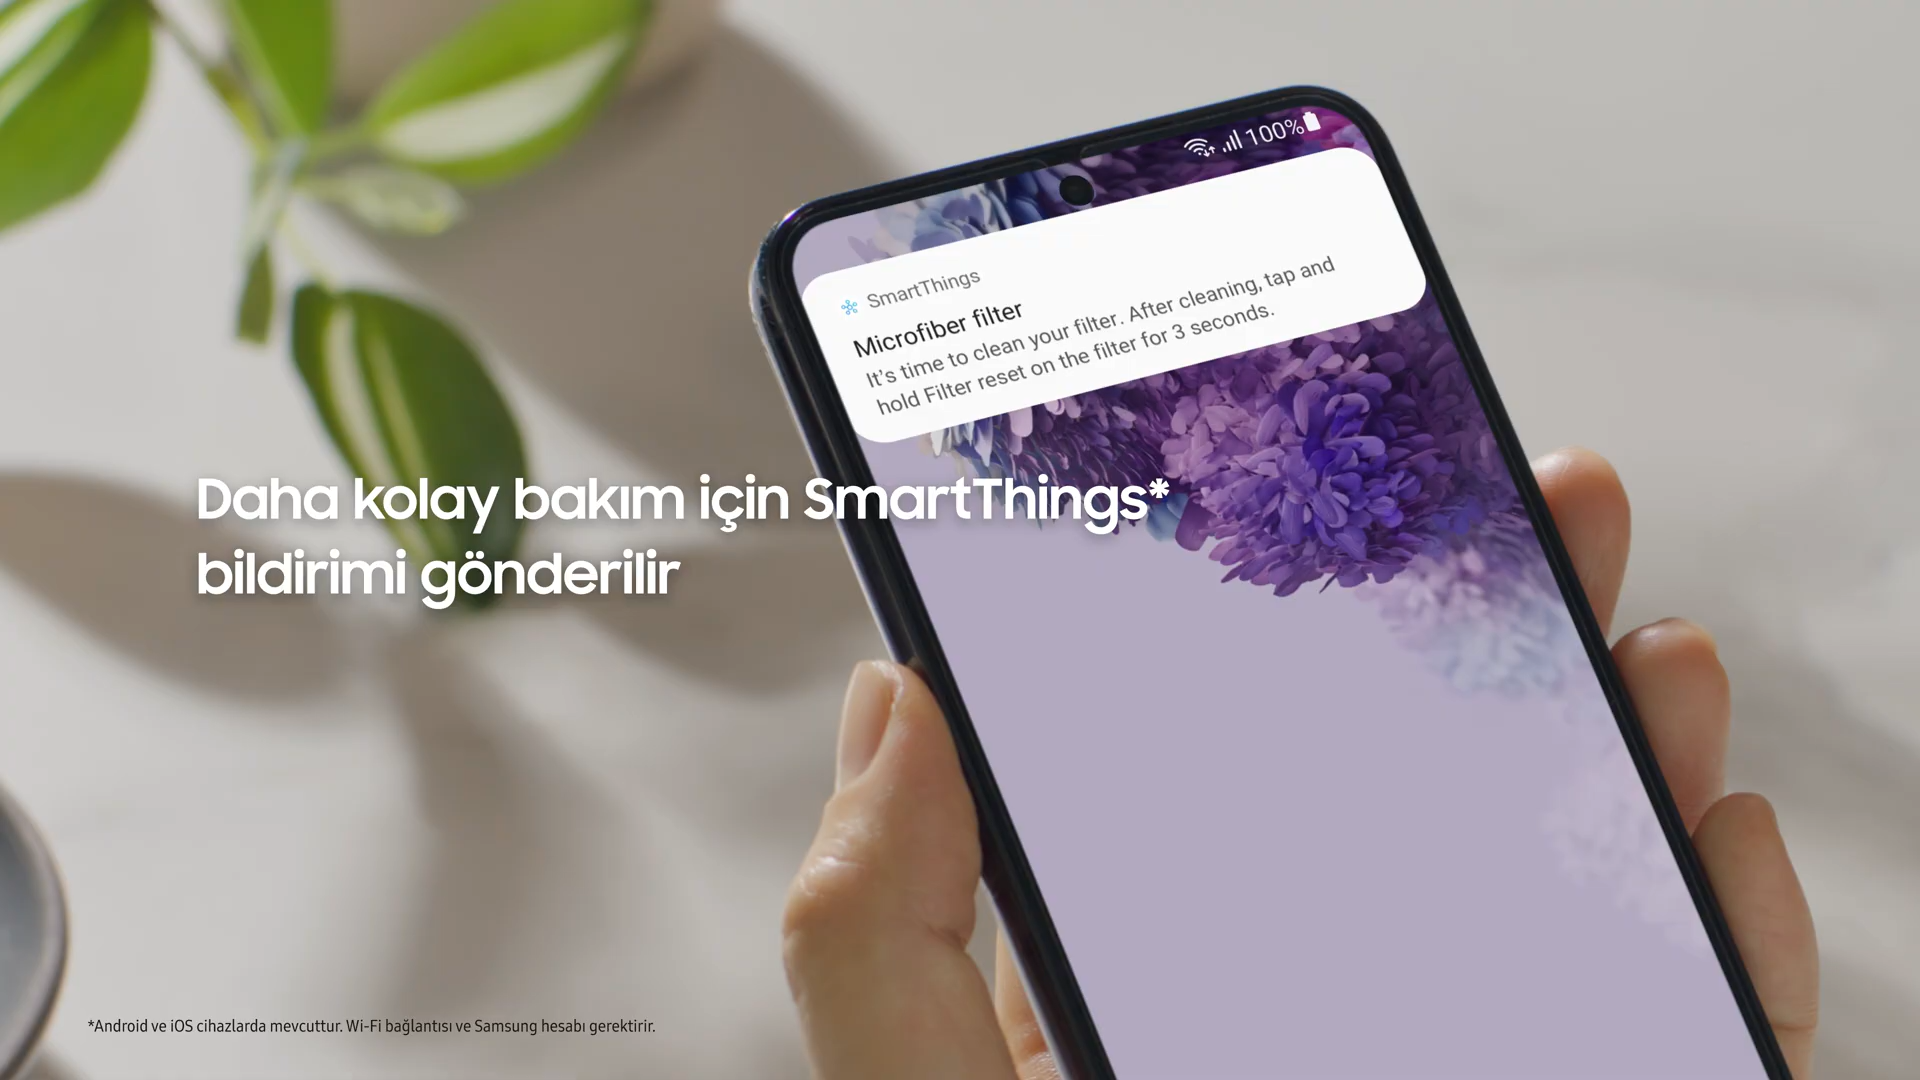 100%
SmartThings
Microfiber filter
It's time to clean your filter. After cleaning, tap and
hold Filter reset on the filter for 3 seconds.
Daha kolay bakım için SmartThings*
bildirimi gönderilir
*Android ve iOS cihazlarda mevcuttur. Wi-Fi bağlantısı ve Samsung hesabı gerektirir.